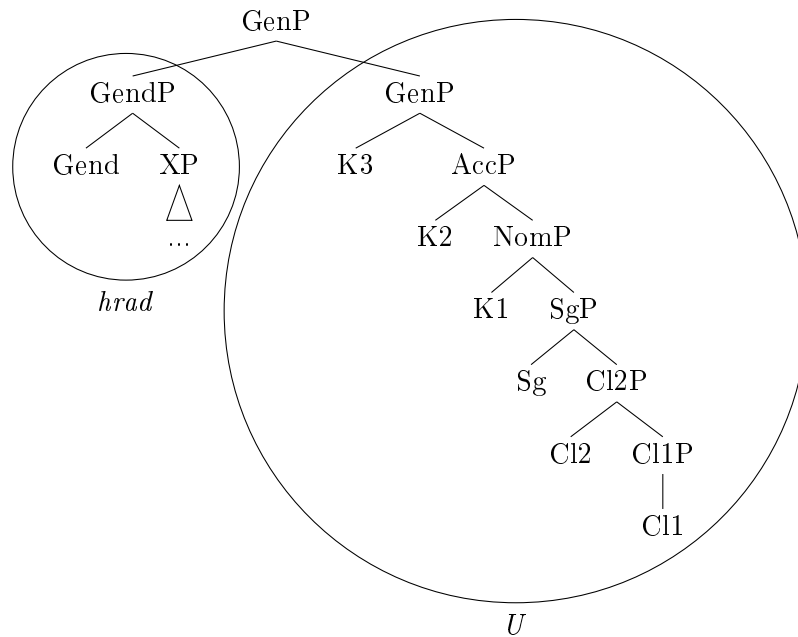 GenP
GendP GenP
Gend XP K3 AccP
... K2 NomP
hrad K1 SgP
Sg Cl2P
Cl2 Cl1P
Cl1
U